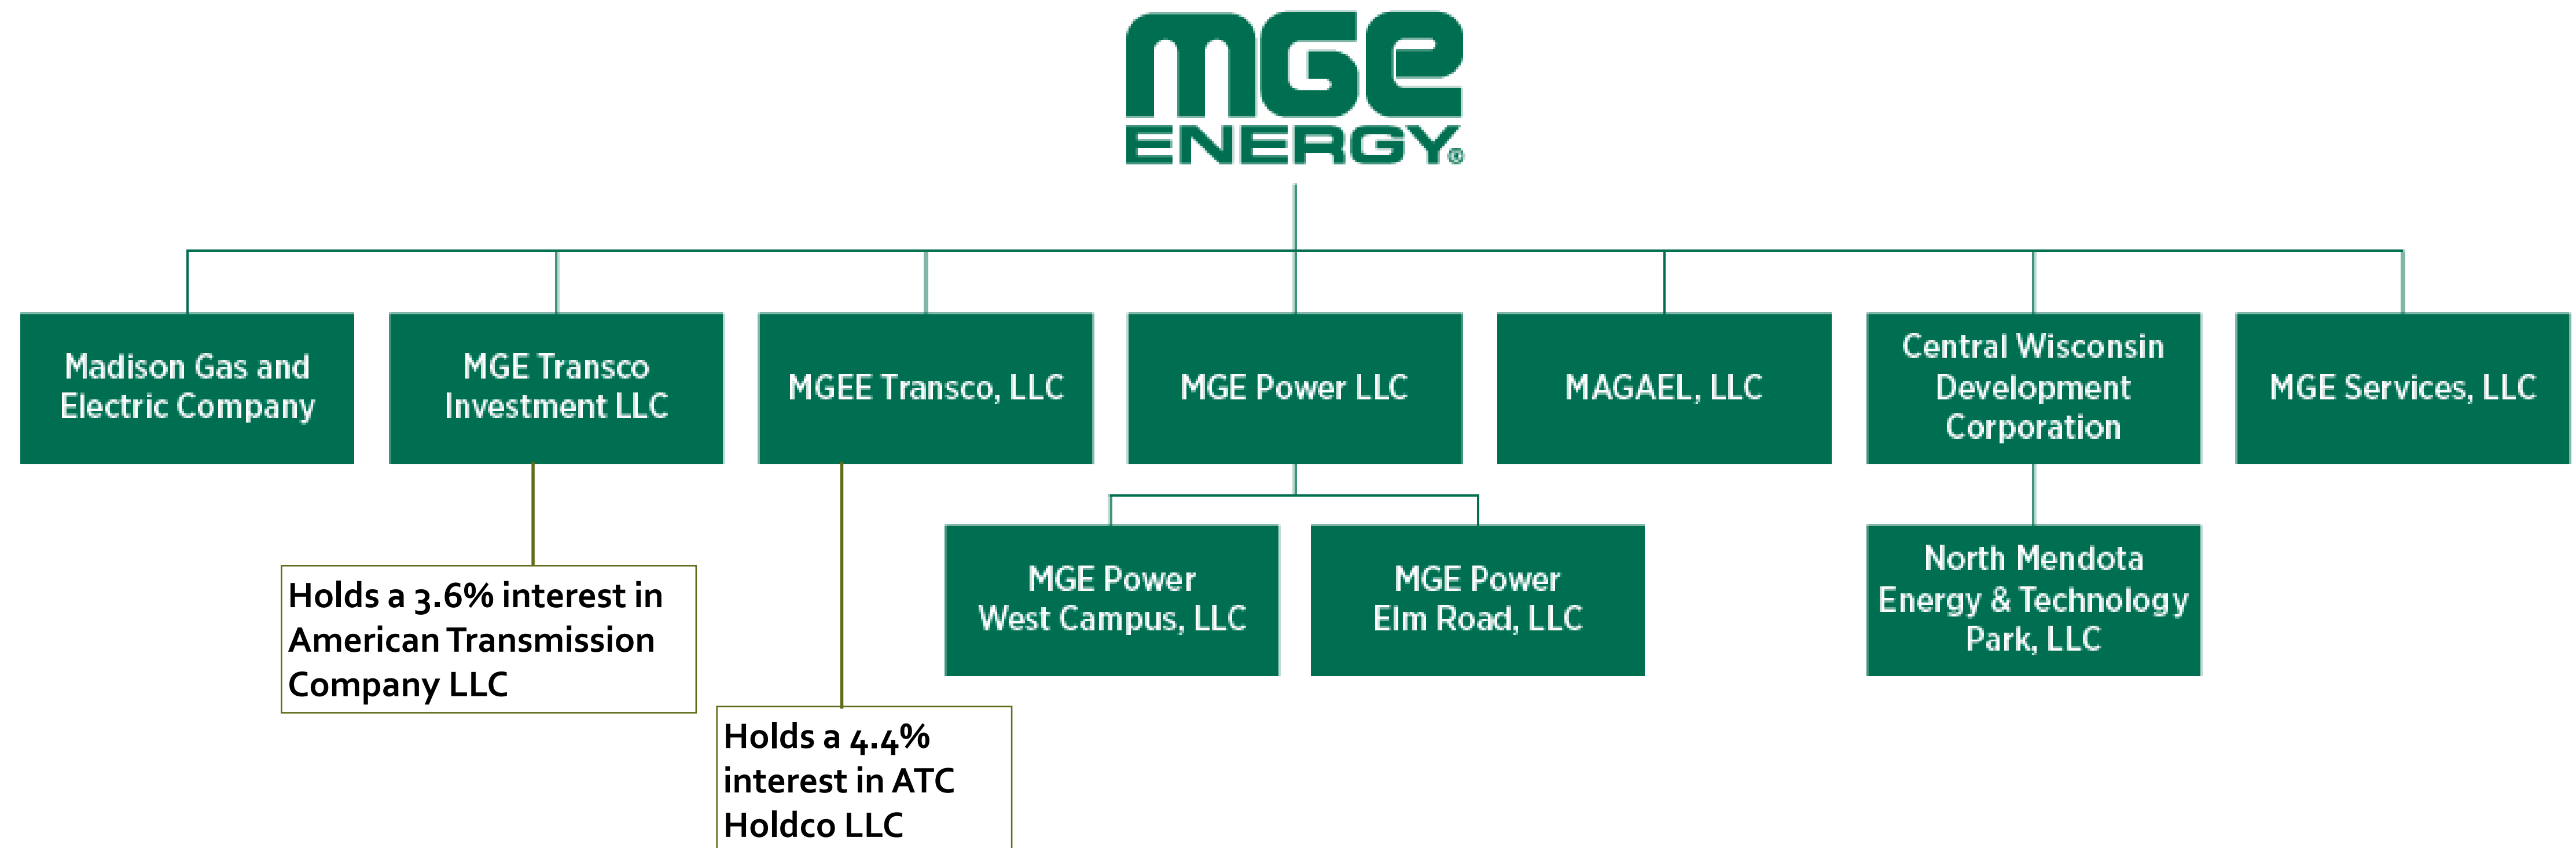 mGe
ENERGY®
Madison Gas and
Electric Company
MGE Transco
Investment LLC
MGEE Transco, LLC
MGE Power LLC
MAGAEL, LLC
Central Wisconsin
Development
Corporation
MGE Services, LLC
Holds a 3.6% interest in
American Transmission
Company LLC
Holds a 4.4%
interest in ATC
Holdco LLC
MGE Power
West Campus, LLC
MGE Power
Elm Road, LLC
North Mendota
Energy & Technology
Park, LLC